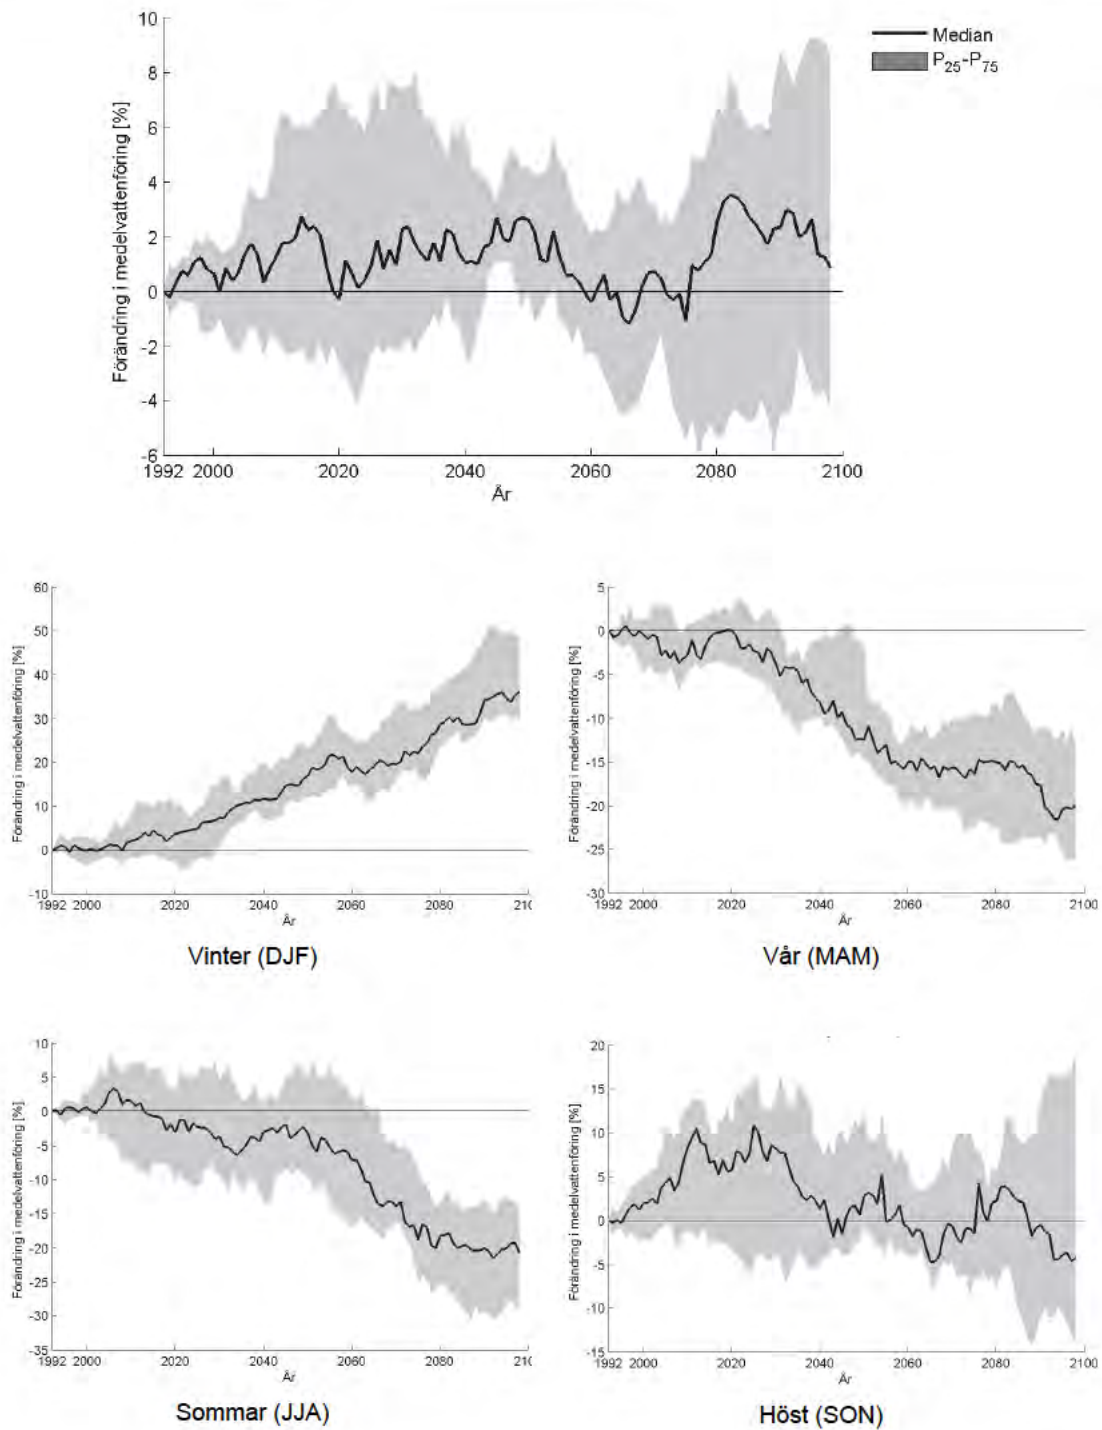 10
8
6
4
2
0
-2
-4
-6
Förändring i medelvattenföring [%]
1992 2000 2020 2040 2060 2080 2100
År
Median
P25-P75
60
50
40
30
20
10
0
-10
Förändring i medelvattenföring [%]
1992 2000 2020 2040 2060 2080 210
År
Vinter (DJF)
5
0
-5
-10
-15
-20
-25
-30
Förändring i medelvattenföring [%]
1992 2000 2020 2040 2060 2080 2100
År
Vår (MAM)
10
5
0
-5
-10
-15
-20
-25
-30
-35
Förändring i medelvattenföring [%]
1992 2000 2020 2040 2060 2080 210
År
Sommar (JJA)
20
15
10
5
0
-5
-10
-15
Förändring i medelvattenföring [%]
1992 2000 2020 2040 2060 2080 2100
År
Höst (SON)